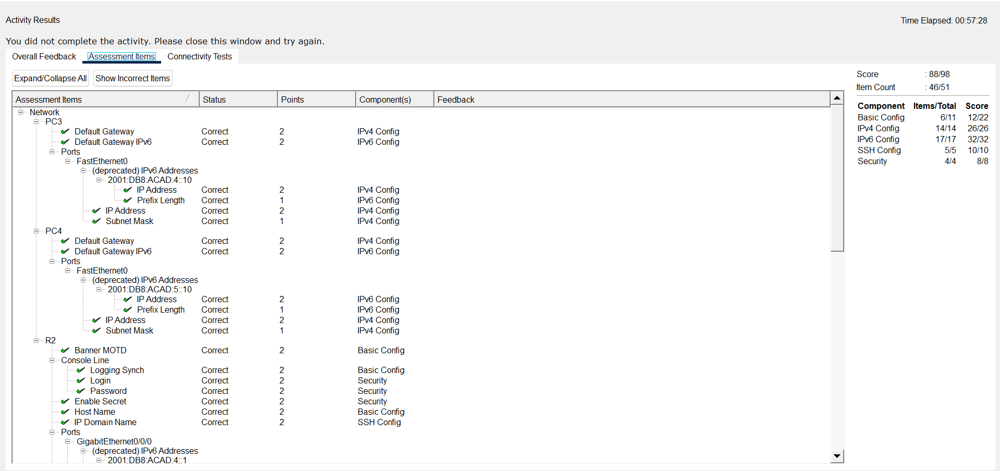 Activity Results
Time Elapsed: 00:57:28
You did not complete the activity. Please close this window and try again.
Overall Feedback Assessment Items Connectivity Tests
Expand/Collapse All Show Incorrect Items
Assessment Items Status Points Component(s) Feedback
Network
PC3
Default Gateway Correct 2 IPv4 Config
Default Gateway IPv6 Correct 2 IPv6 Config
Ports
FastEthernet0
(deprecated) IPv6 Addresses
2001:DB8:ACAD:4::10
IP Address Correct 2 IPv4 Config
Prefix Length Correct 1 IPv6 Config
IP Address Correct 2 IPv4 Config
Subnet Mask Correct 1 IPv4 Config
PC4
Default Gateway Correct 2 IPv4 Config
Default Gateway IPv6 Correct 2 IPv6 Config
Ports
FastEthernet0
(deprecated) IPv6 Addresses
2001:DB8:ACAD:5::10
IP Address Correct 2 IPv6 Config
Prefix Length Correct 1 IPv6 Config
IP Address Correct 2 IPv4 Config
Subnet Mask Correct 1 IPv4 Config
R2
Banner MOTD Correct 2 Basic Config
Console Line
Logging Synch Correct 2 Basic Config
Login Correct 2 Security
Password Correct 2 Security
Enable Secret Correct 2 Security
Host Name Correct 2 Basic Config
IP Domain Name Correct 2 SSH Config
Ports
GigabitEthernet0/0/0
(deprecated) IPv6 Addresses
2001:DB8:ACAD:4::1
Score : 88/98
Item Count : 46/51
Component Items/Total Score
Basic Config 6/11 12/22
IPv4 Config 14/14 26/26
IPv6 Config 17/17 32/32
SSH Config 5/5 10/10
Security 4/4 8/8